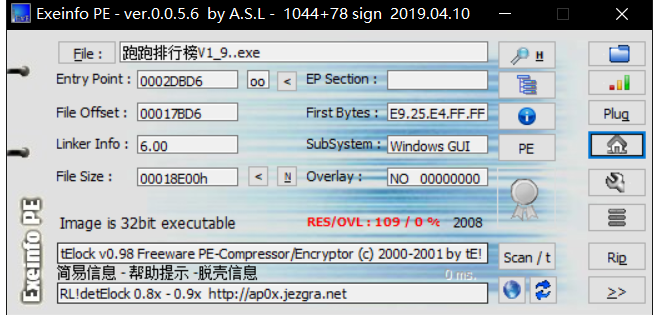 Exeinfo PE - ver.0.0.5.6 by A.S.L - 1044+78 sign 2019.04.10
File : 跑跑排行榜V1_9..exe H
Entry Point : 0002DBD6 oo < EP Section :
File Offset : 00017BD6 First Bytes : E9.25.E4.FF.FF Plug
Linker Info : 6.00 SubSystem : Windows GUI PE
File Size : 00018E00h < N Overlay : NO 00000000
Image is 32bit executable RES/OVL : 109 / 0 % 2008
tElock v0.98 Freeware PE-Compressor/Encryptor (c) 2000-2001 by tE! Scan / t Rip
简易信息 - 帮助提示 -脱壳信息 0 ms.
RL!detElock 0.8x - 0.9x http://ap0x.jezgra.net >>
Exeinfo PE